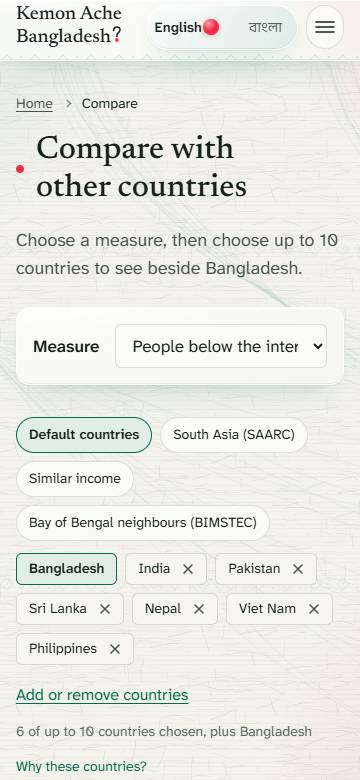 Kemon Ache
Bangladesh?
English
বাংলা
Home > Compare
Compare with
other countries
Choose a measure, then choose up to 10
countries to see beside Bangladesh.
Measure
People below the inter
Default countries
South Asia (SAARC)
Similar income
Bay of Bengal neighbours (BIMSTEC)
Bangladesh
India ×
Pakistan ×
Sri Lanka ×
Nepal ×
Viet Nam ×
Philippines ×
Add or remove countries
6 of up to 10 countries chosen, plus Bangladesh
Why these countries?